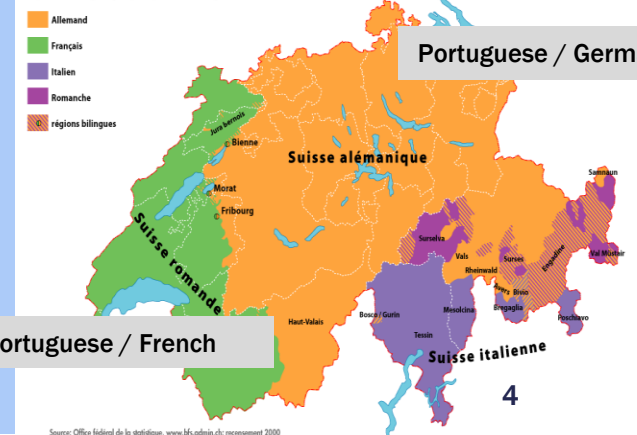 Allemand
Français
Italien
Romanche
© régions bilingues
Portuguese / Germ
Jura bernois
© Bienne
Suisse alémanique
© Morat
© Fribourg
Suisse romande
Samnaun
Surselva
Vals
Surses
Engadine
Val Müstair
Rheinwald
Avers
Bivio
Haut-Valais
Bosco / Gurin
Mesolcina
Bregaglia
Poschiavo
Tessin
ortuguese / French
Suisse italienne
4
Source: Office fédéral de la statistique, www.bfs.admin.ch; recensement 2000